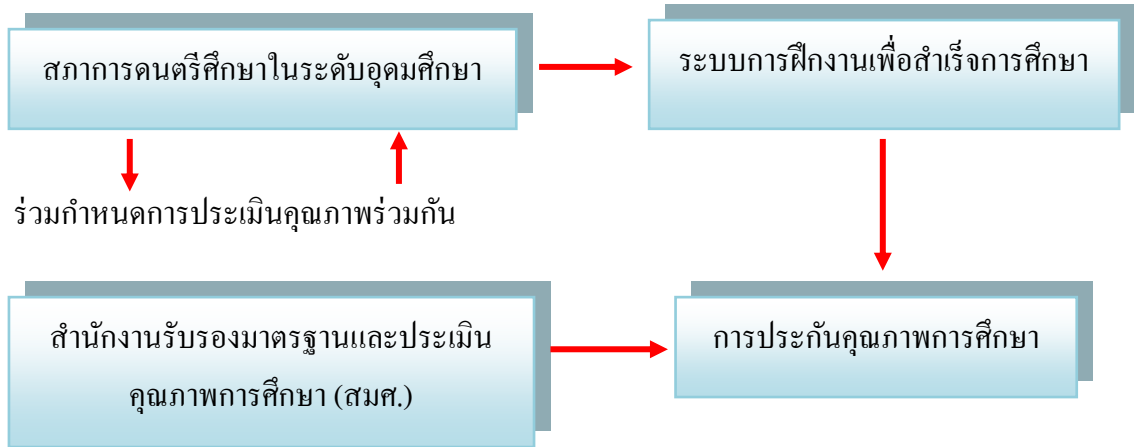 สภาการดนตรีศึกษาในระดับอุดมศึกษา
ระบบการฝึกงานเพื่อสำเร็จการศึกษา
ร่วมกำหนดการประเมินคุณภาพร่วมกัน
สำนักงานรับรองมาตรฐานและประเมิน
คุณภาพการศึกษา (สมศ.)
การประกันคุณภาพการศึกษา